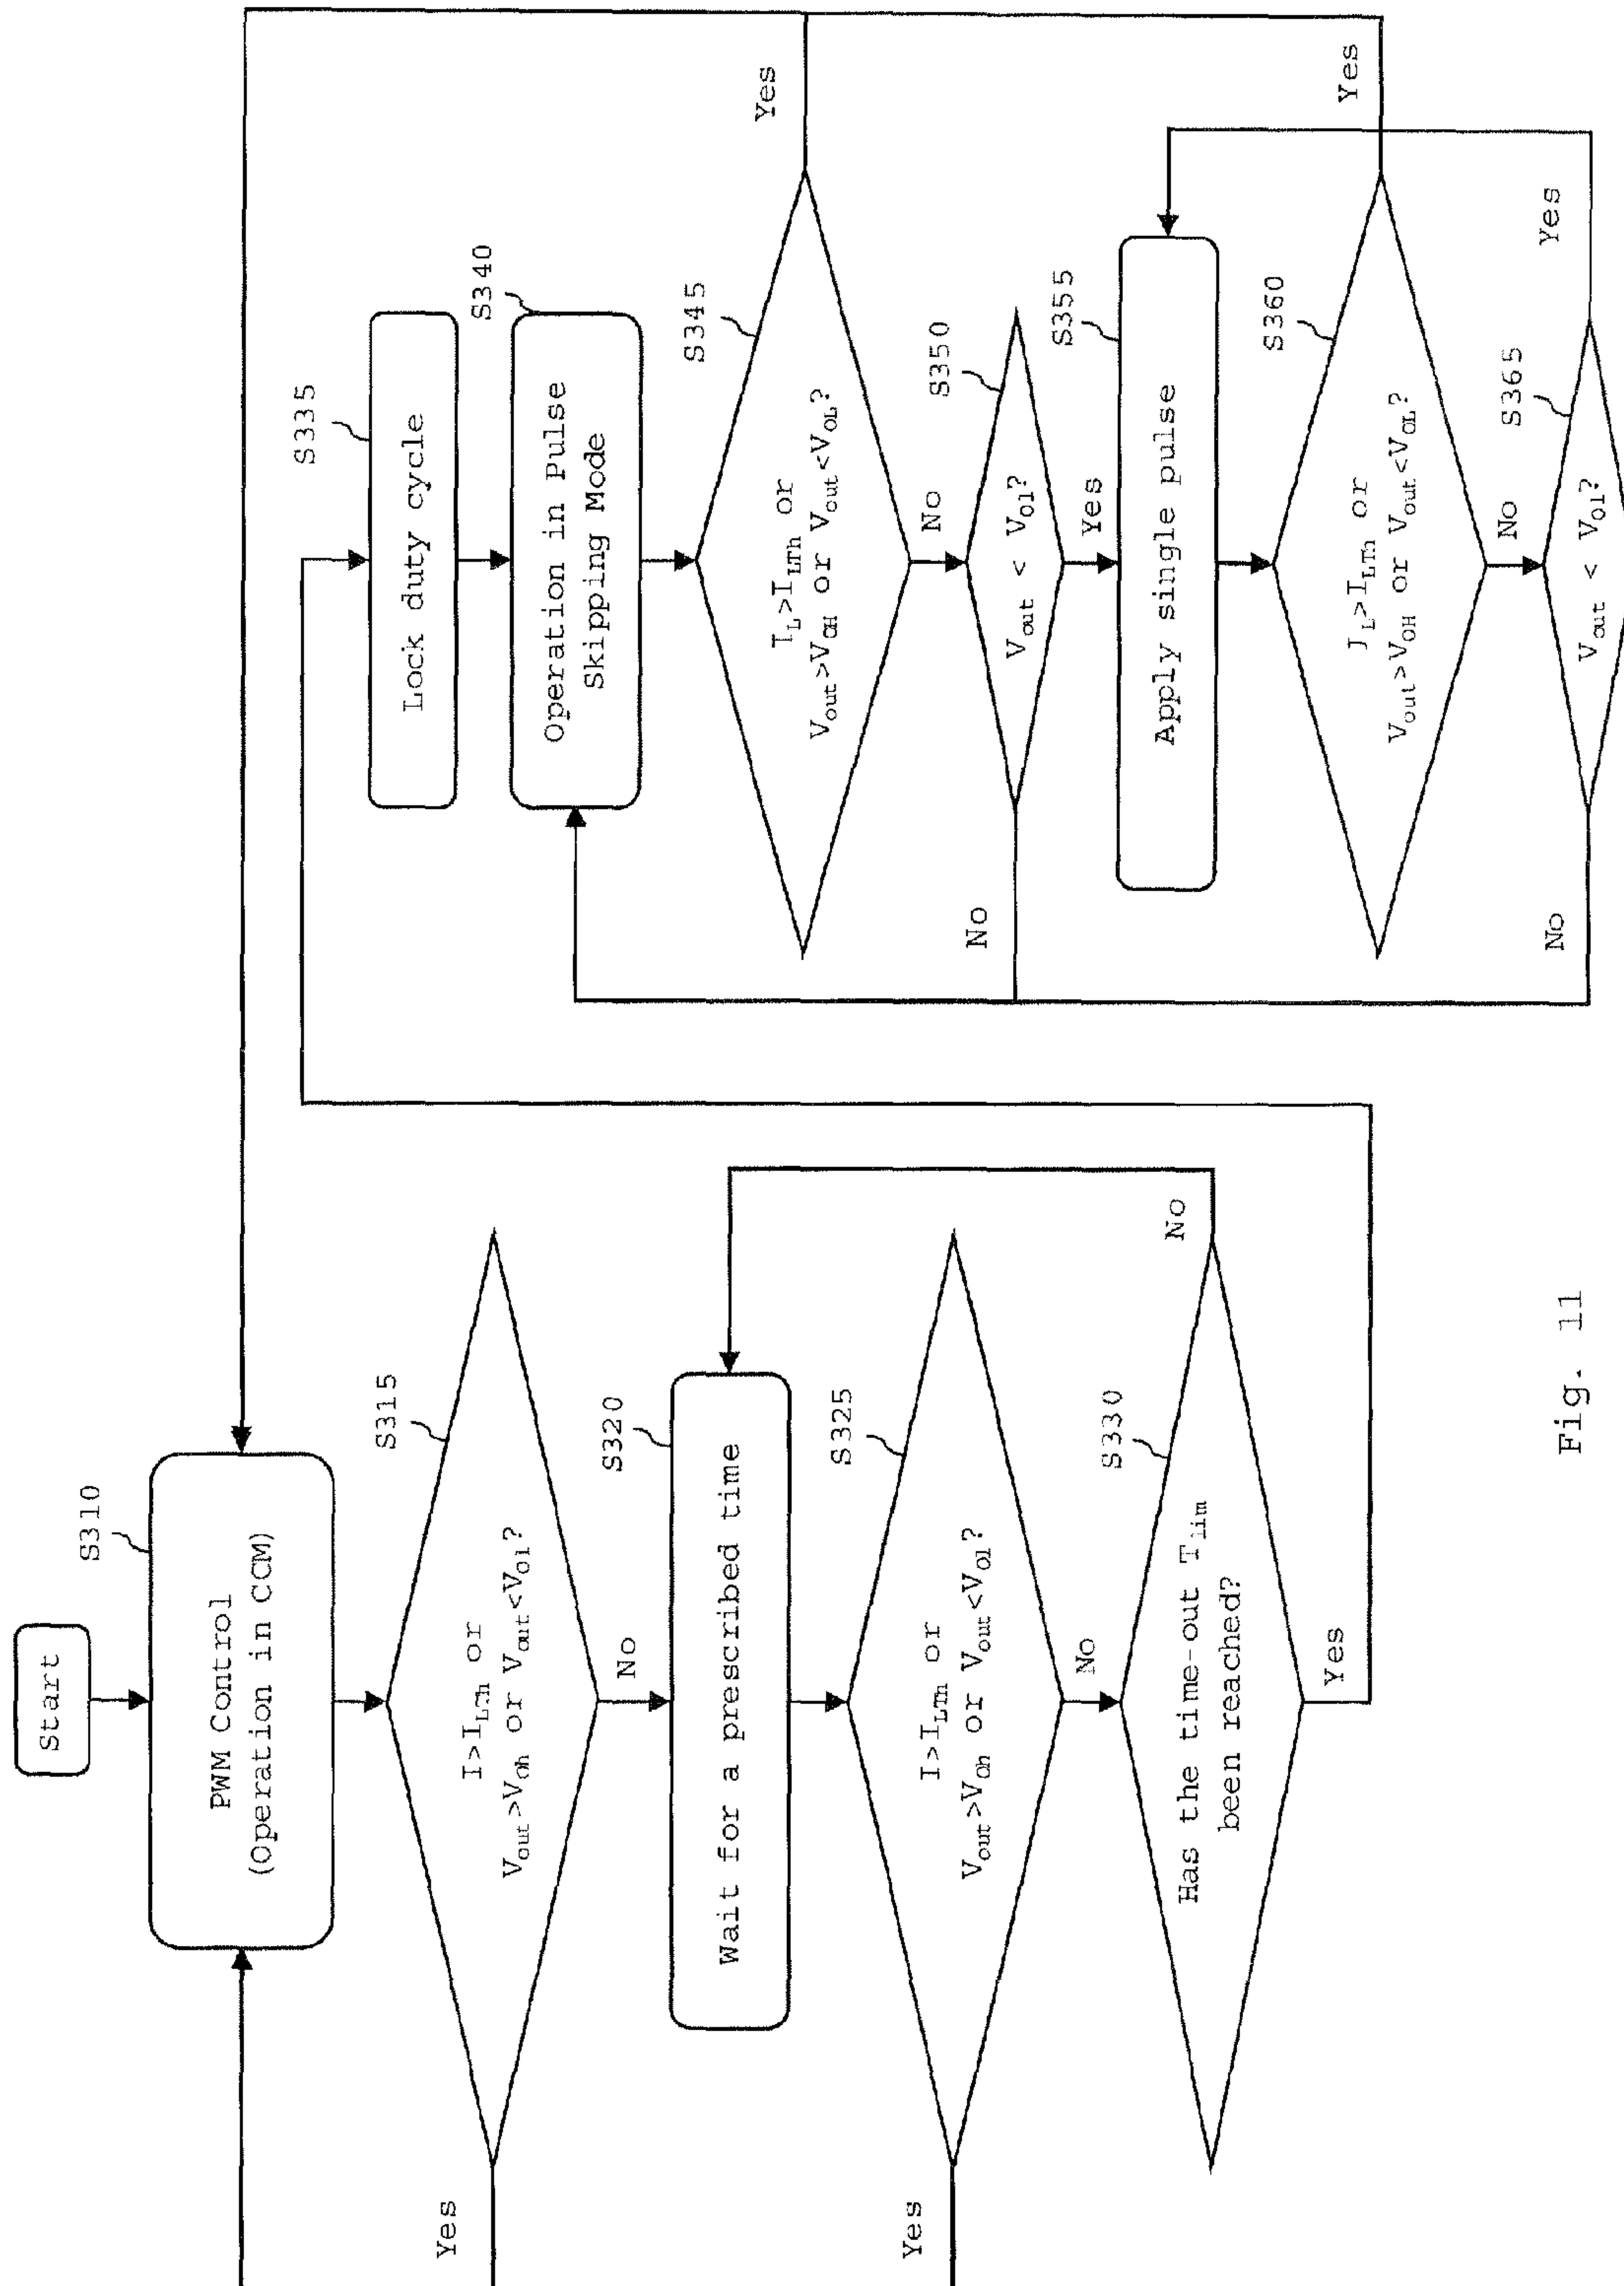 Start
S310
PWM Control
(Operation in CCM)
S315
I>I_LTh or
V_out>V_Oh or V_out<V_Ol?
Yes
No
S320
Wait for a prescribed time
S325
I>I_LTh or
V_out>V_Oh or V_out<V_Ol?
Yes
No
S330
Has the time-out T_lim
been reached?
No
Yes
S335
Lock duty cycle
S340
Operation in Pulse
Skipping Mode
S345
I_L>I_LTh or
V_out>V_OH or V_out<V_OL?
Yes
No
S350
V_out < V_Ol?
No
Yes
S355
Apply single pulse
S360
I_L>I_LTh or
V_out>V_OH or V_out<V_OL?
Yes
No
S365
V_out < V_Ol?
No
Yes
Fig. 11